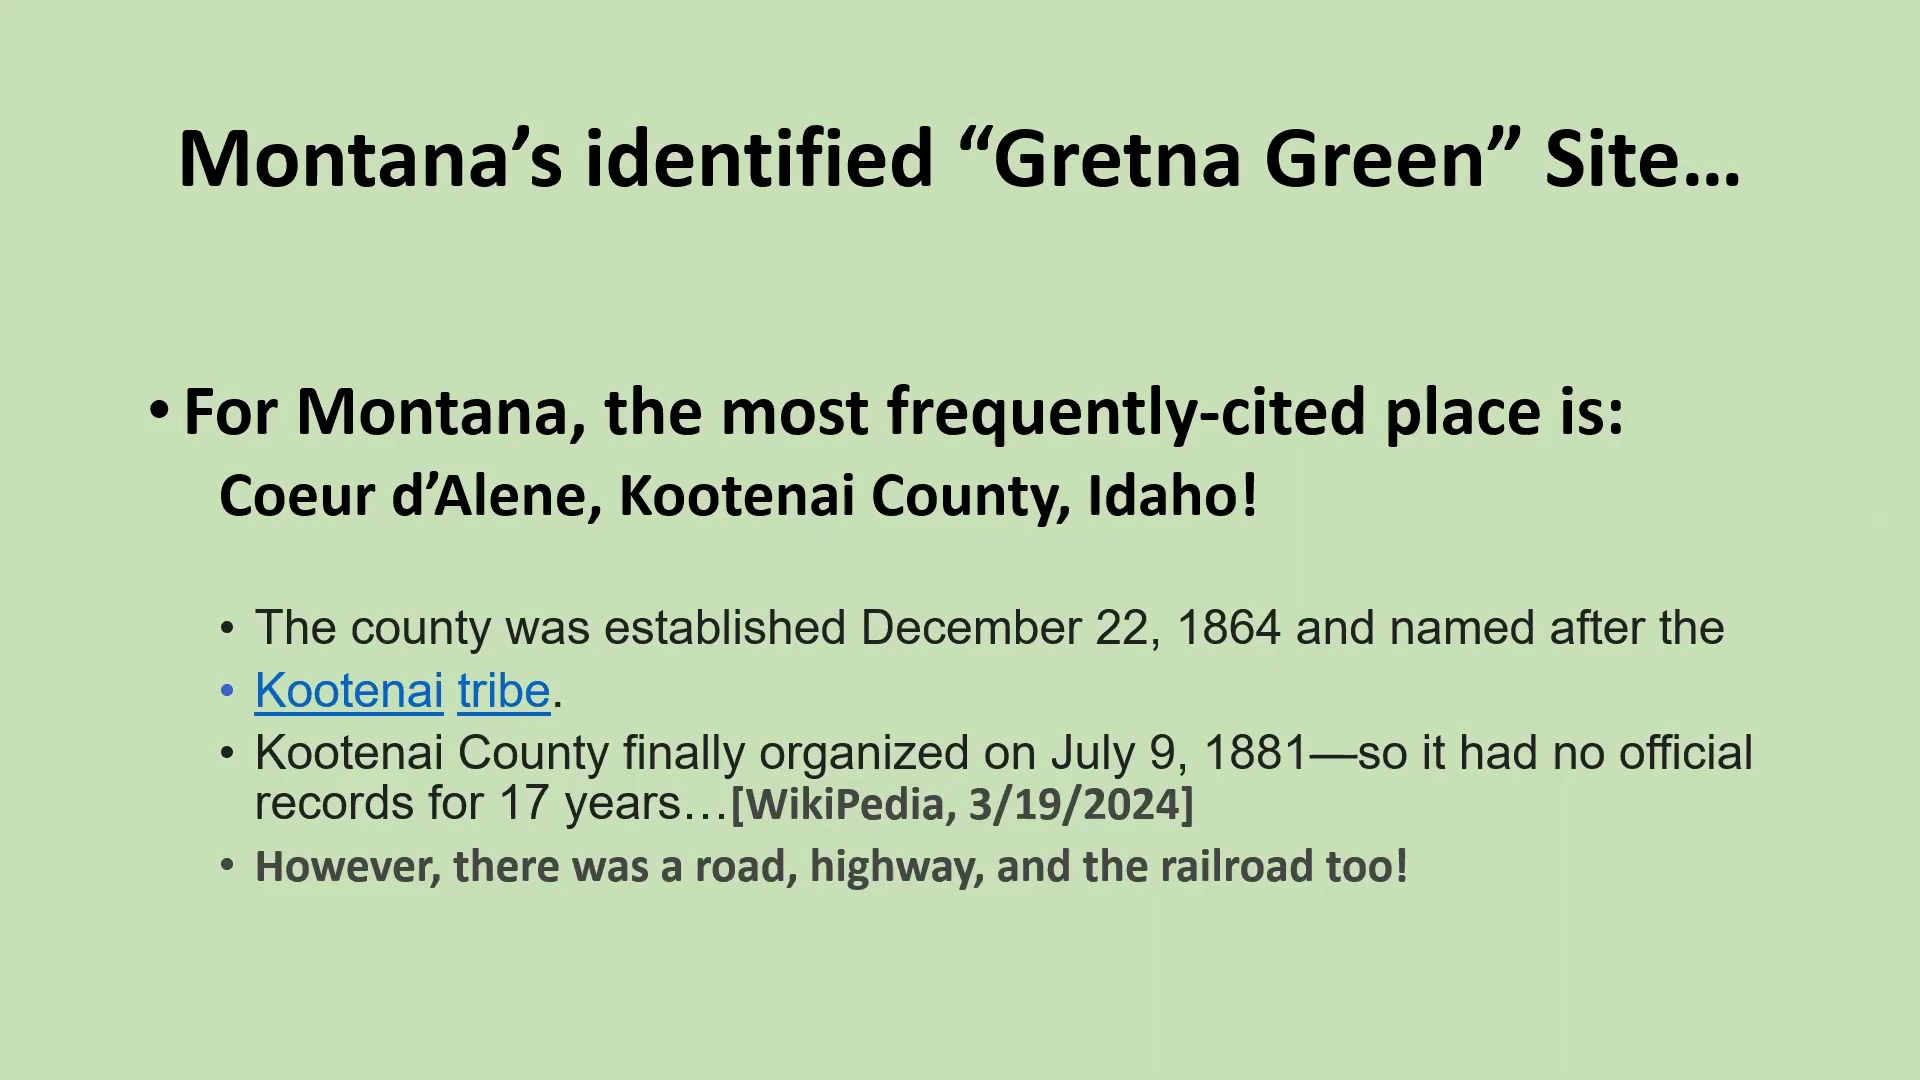 Montana’s identified “Gretna Green” Site…
• For Montana, the most frequently-cited place is:
Coeur d’Alene, Kootenai County, Idaho!
• The county was established December 22, 1864 and named after the
• Kootenai tribe.
• Kootenai County finally organized on July 9, 1881—so it had no official
records for 17 years…[WikiPedia, 3/19/2024]
• However, there was a road, highway, and the railroad too!